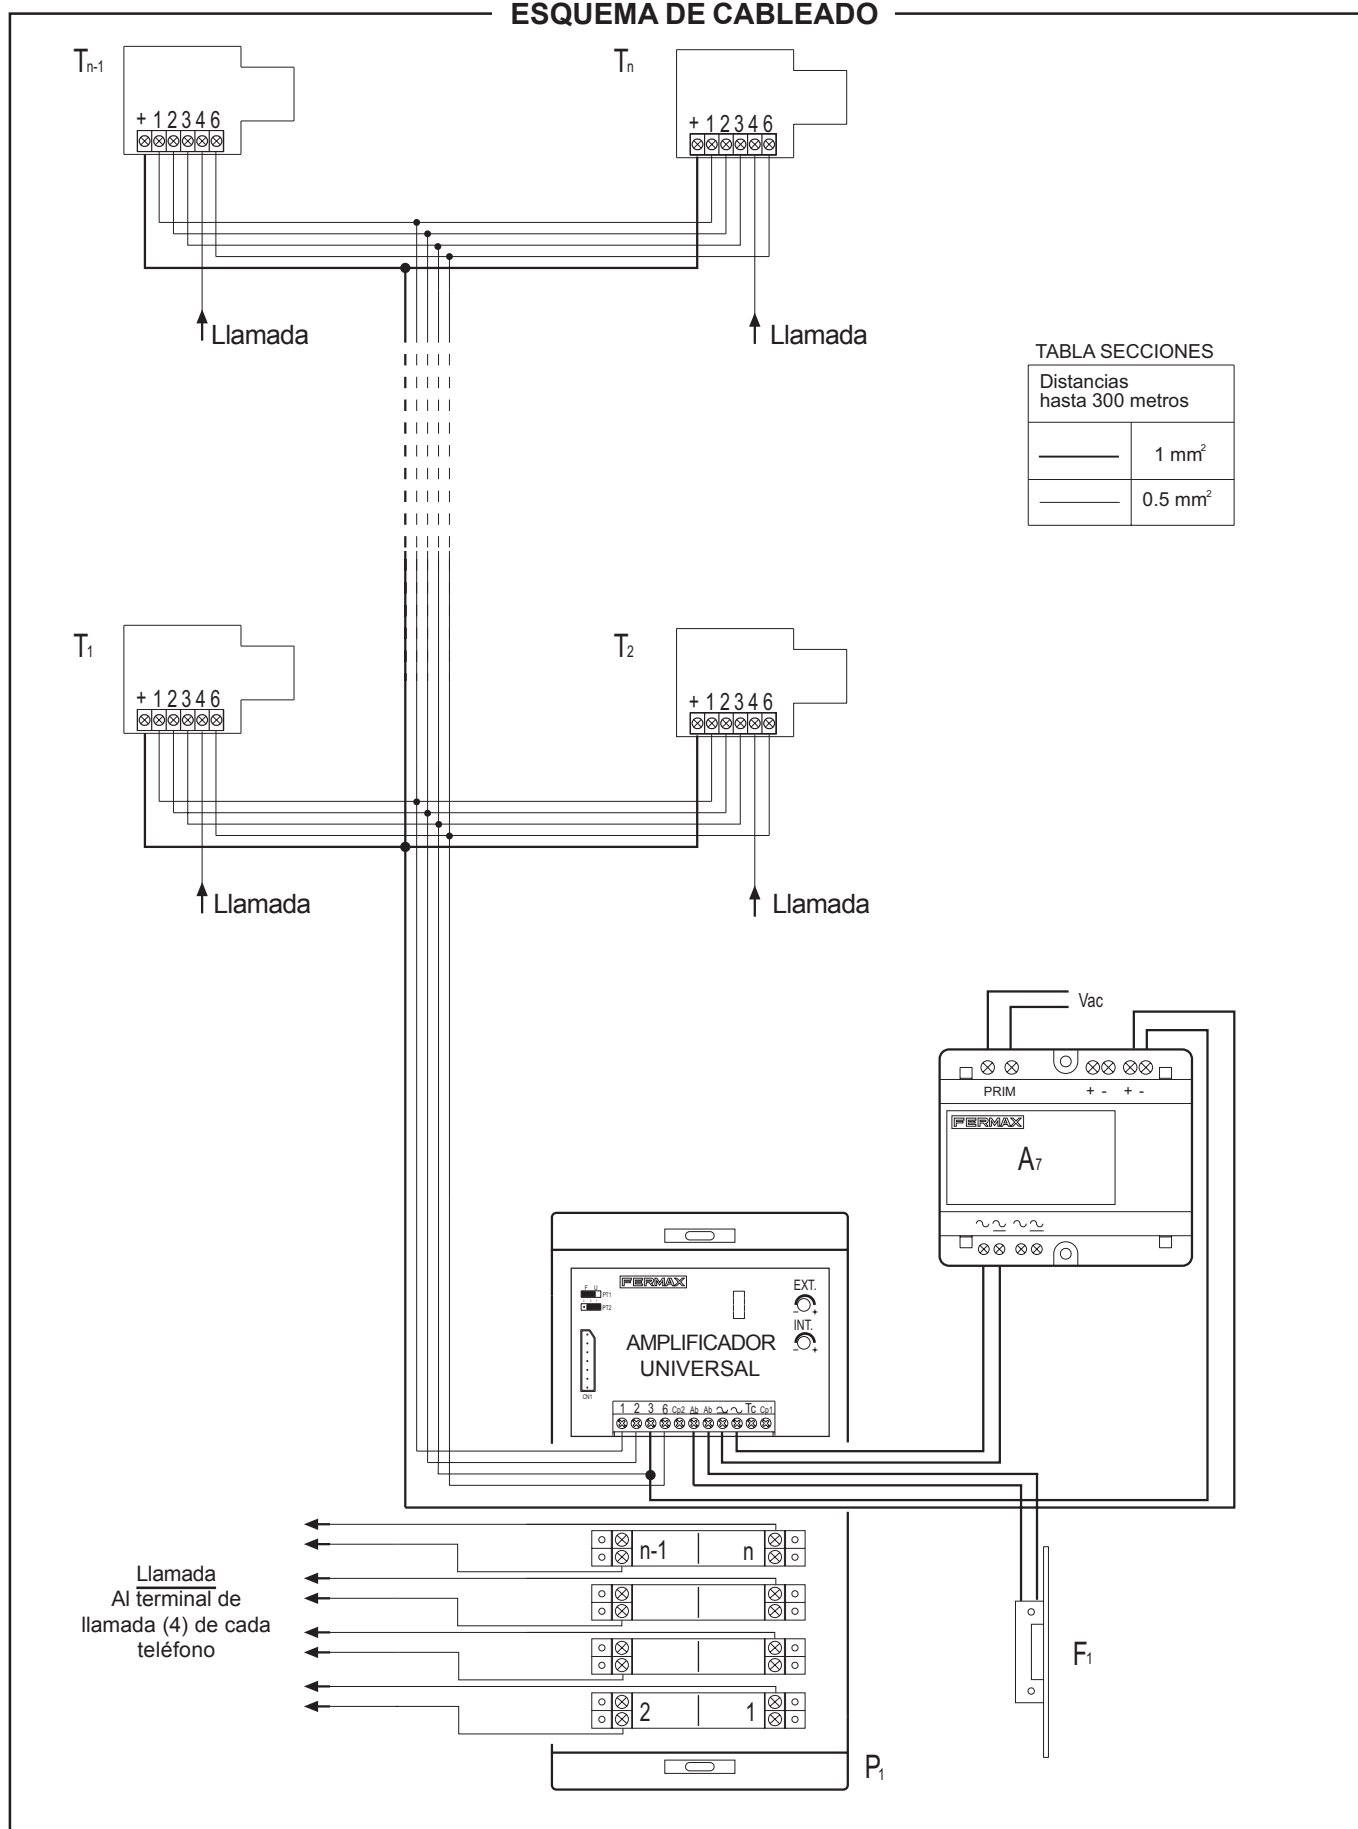 ESQUEMA DE CABLEADO
Tn-1
+ 1 2 3 4 6
Tn
+ 1 2 3 4 6
Llamada
Llamada
TABLA SECCIONES
Distancias
hasta 300 metros
1 mm²
0.5 mm²
T1
+ 1 2 3 4 6
T2
+ 1 2 3 4 6
Llamada
Llamada
Vac
PRIM
+ - + -
FERMAX
A7
FERMAX
F U
PT1
PT2
EXT.
- +
INT.
- +
AMPLIFICADOR
UNIVERSAL
CN1
1 2 3 6 Cp2 Ab Ab Tc Cp1
n-1 n
Llamada
Al terminal de
llamada (4) de cada
teléfono
2 1
F1
P1